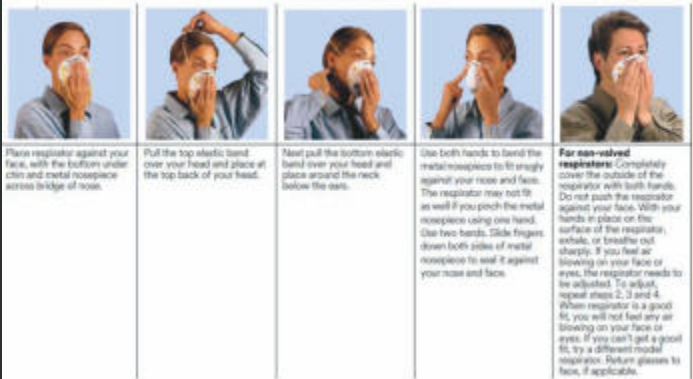 Place respirator against your
face, with the bottom under
chin and metal nosepiece
across bridge of nose.
Pull the top elastic band
over your head and place at
the top back of your head.
Next pull the bottom elastic
band over your head and
place around the neck
below the ears.
Use both hands to bend the
metal nosepiece to fit snugly
against your nose and face.
The respirator may not fit
as well if you pinch the metal
nosepiece using one hand.
Use two hands. Slide fingers
down both sides of metal
nosepiece to seal it against
your nose and face.
For non-valved
respirators: Completely
cover the outside of the
respirator with both hands.
Do not push the respirator
against your face. With your
hands in place on the
surface of the respirator,
exhale, or breathe out
sharply. If you feel air
blowing on your face or
eyes, the respirator needs to
be adjusted. To adjust,
repeat steps 2, 3 and 4.
When respirator is a good
fit, you will not feel any air
blowing on your face or
eyes. If you can't get a good
fit, try a different model
respirator. Return glasses to
face, if applicable.